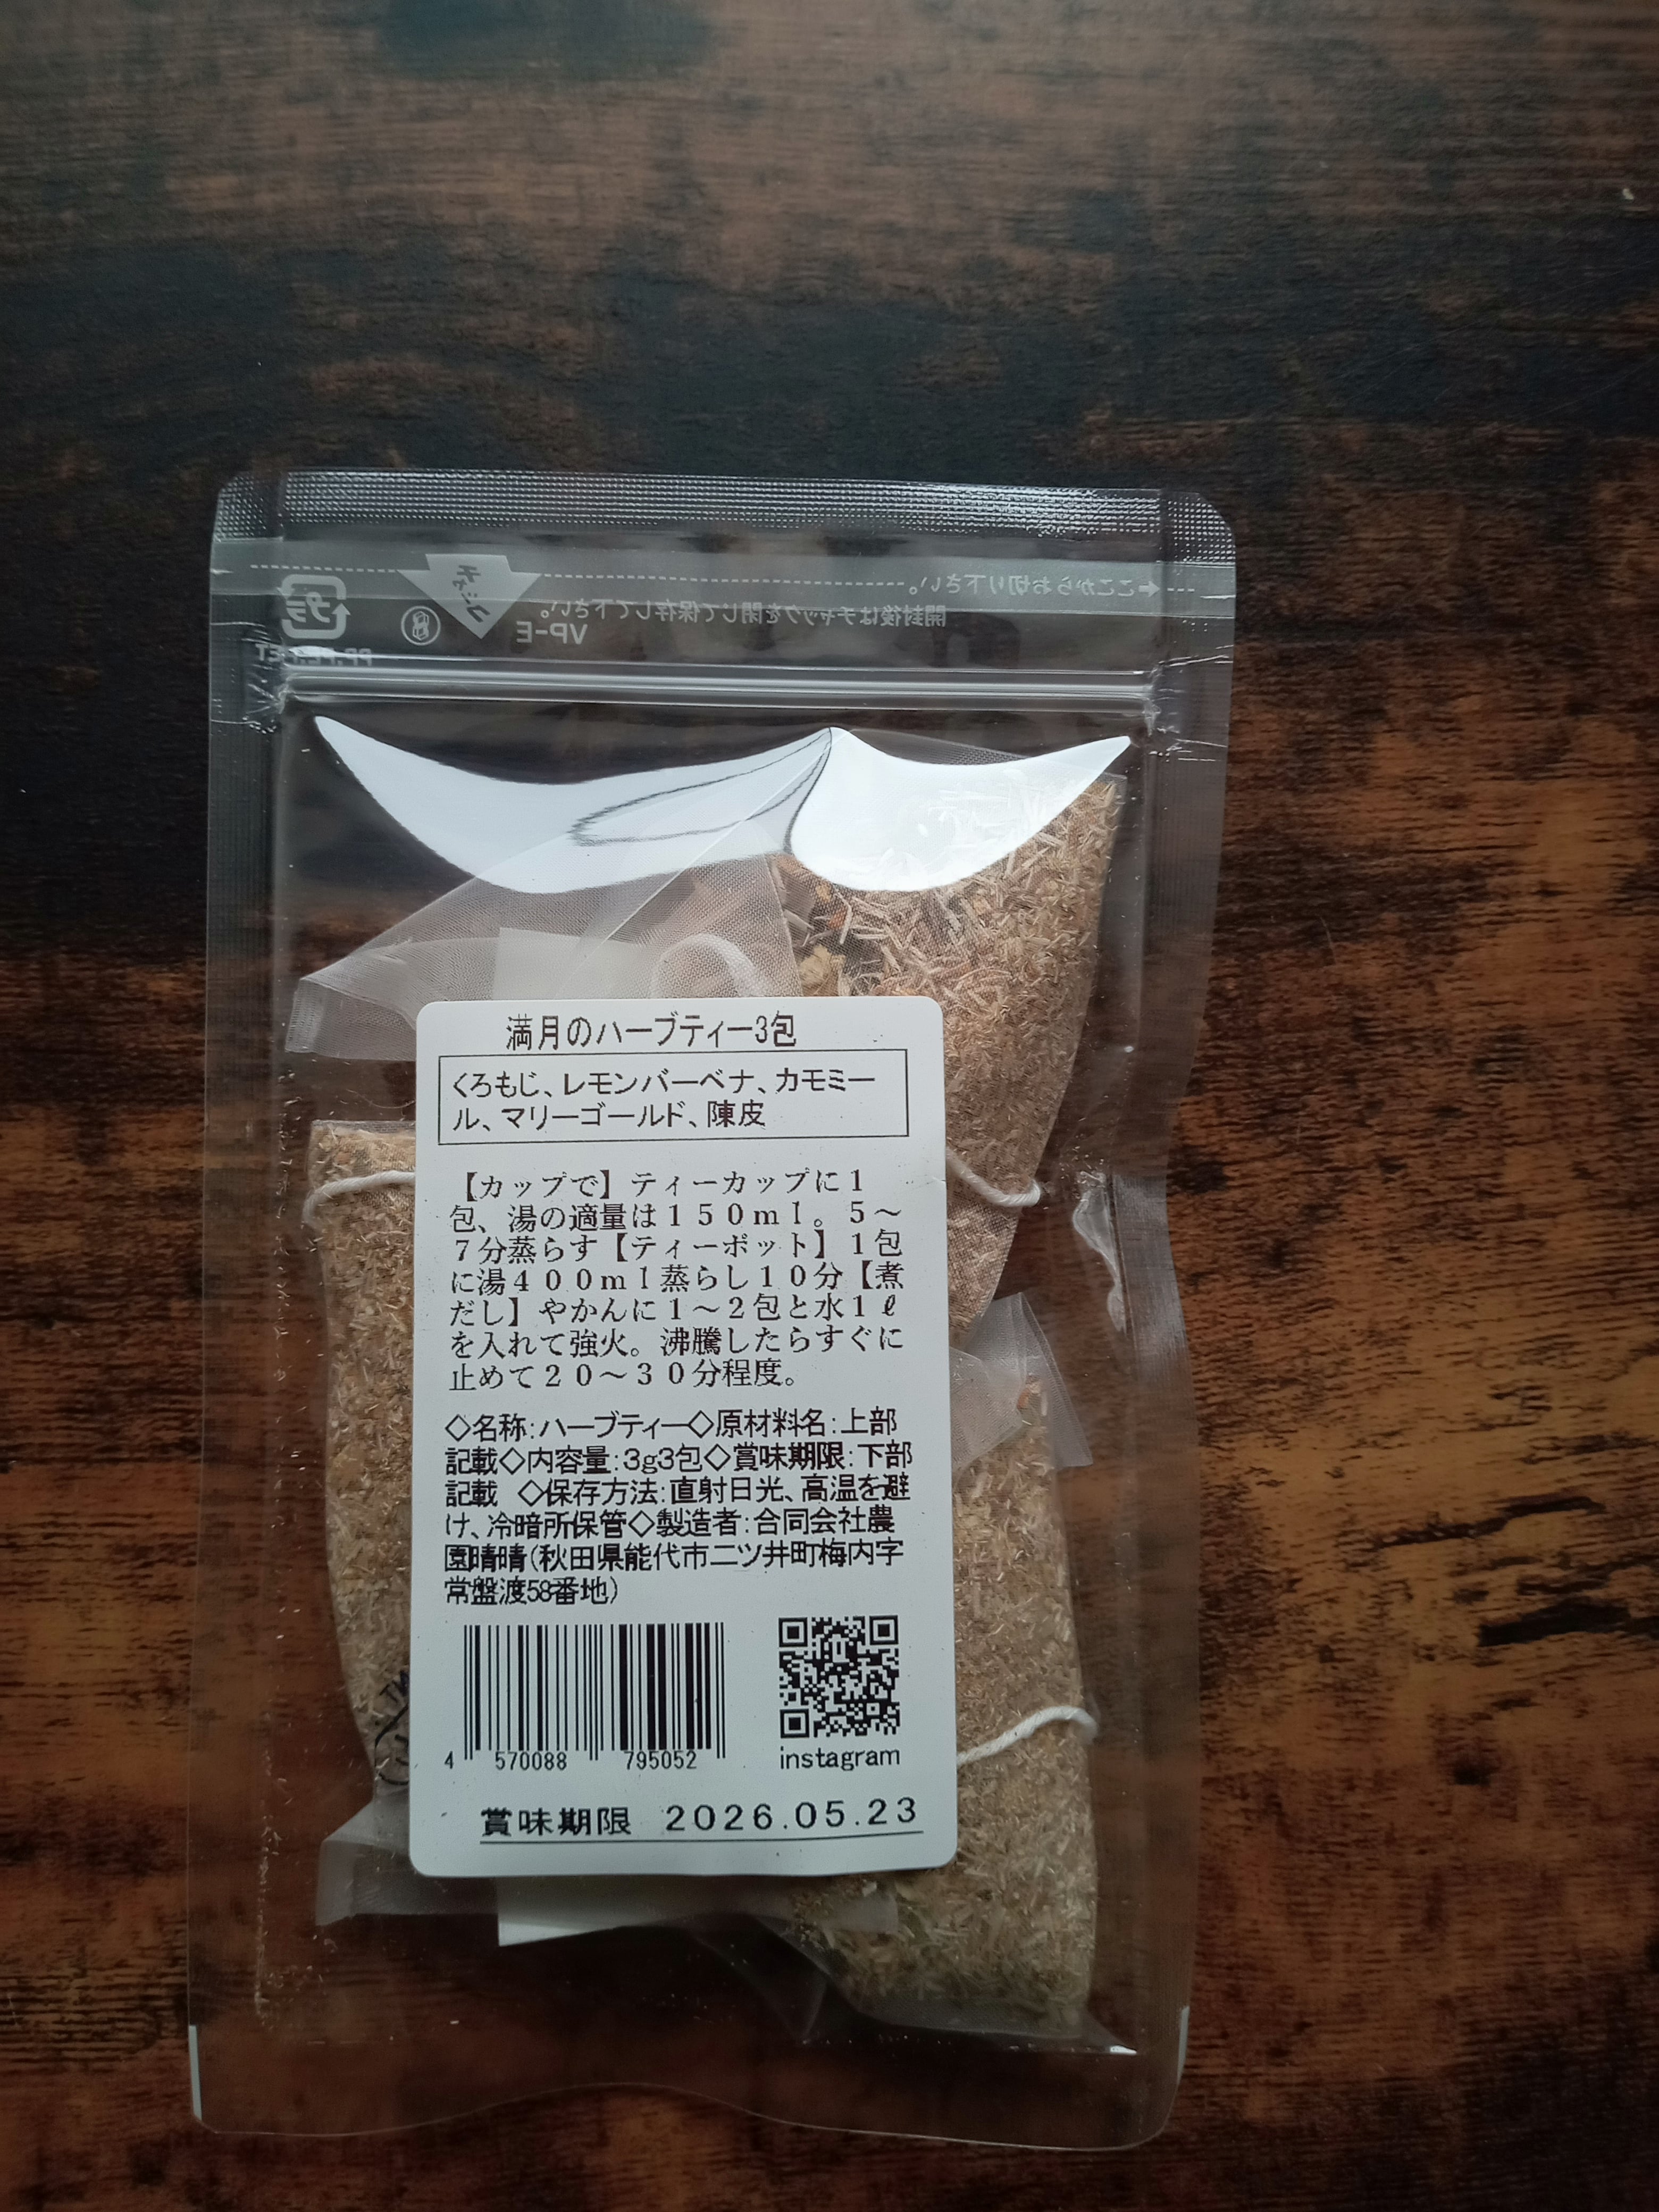 ←ここからお切り下さい。
開封後はチャックを閉じて保存して下さい。
チャック
VP-E
プラ
PP,PE,PET
満月のハーブティー3包
くろもじ、レモンバーベナ、カモミー
ル、マリーゴールド、陳皮
【カップで】ティーカップに１
包、湯の適量は１５０ｍｌ。５～
７分蒸らす【ティーポット】１包
に湯４００ｍｌ蒸らし１０分【煮
だし】やかんに１～２包と水１ℓ
を入れて強火。沸騰したらすぐに
止めて２０～３０分程度。
◇名称:ハーブティー◇原材料名:上部
記載◇内容量:3g3包◇賞味期限:下部
記載 ◇保存方法:直射日光、高温を避
け、冷暗所保管◇製造者:合同会社農
園晴晴(秋田県能代市二ツ井町梅内字
常盤渡58番地)
4 570088 795052
instagram
賞味期限 2026.05.23